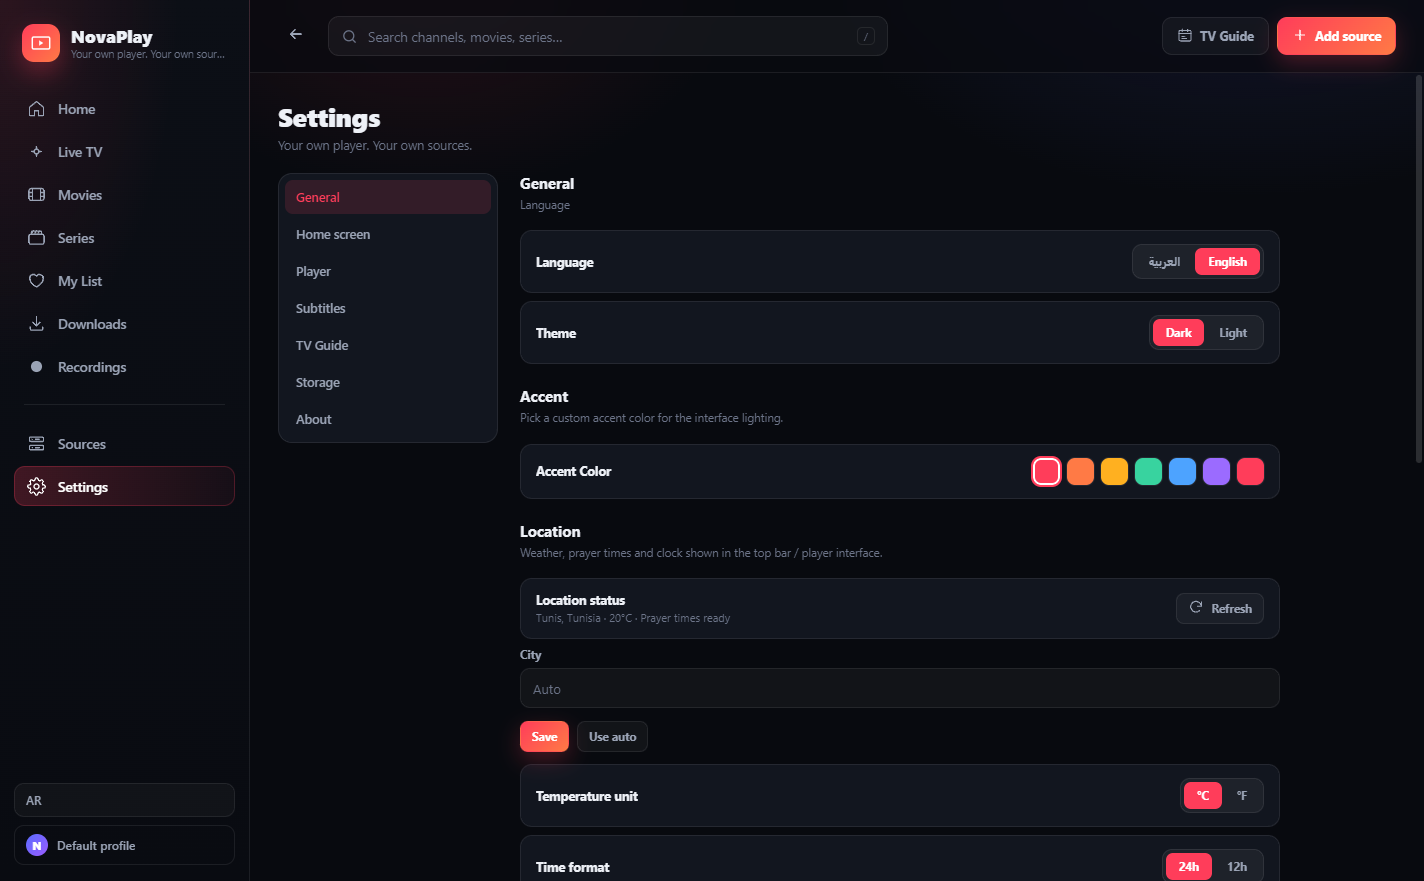 NovaPlay
Your own player. Your own sour...
Home
Live TV
Movies
Series
My List
Downloads
Recordings
Sources
Settings
AR
N
Default profile
Search channels, movies, series...
/
TV Guide
+ Add source
Settings
Your own player. Your own sources.
General
Home screen
Player
Subtitles
TV Guide
Storage
About
General
Language
Language
العربية
English
Theme
Dark
Light
Accent
Pick a custom accent color for the interface lighting.
Accent Color
Location
Weather, prayer times and clock shown in the top bar / player interface.
Location status
Tunis, Tunisia · 20°C · Prayer times ready
Refresh
City
Auto
Save
Use auto
Temperature unit
°C
°F
Time format
24h
12h